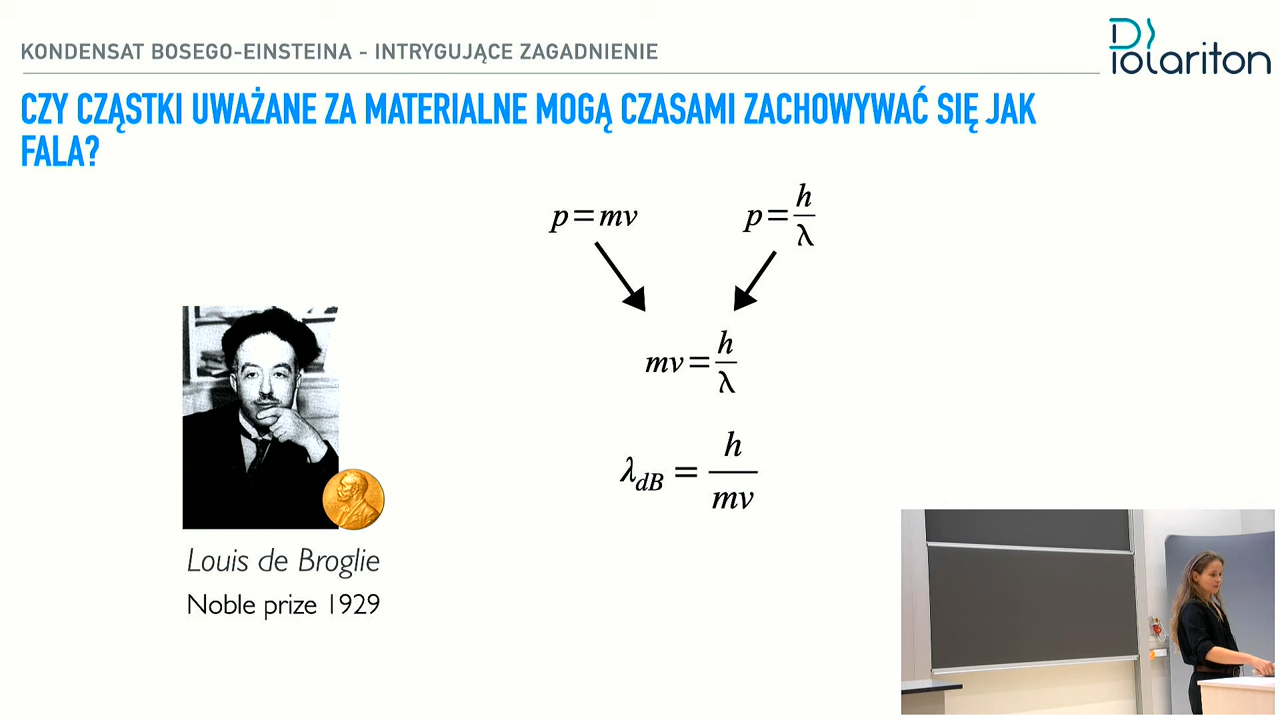 KONDENSAT BOSEGO-EINSTEINA - INTRYGUJĄCE ZAGADNIENIE
Polariton
CZY CZĄSTKI UWAŻANE ZA MATERIALNE MOGĄ CZASAMI ZACHOWYWAĆ SIĘ JAK
FALA?
p=mv
p=h/λ
mv=h/λ
λ_dB = h/mv
Louis de Broglie
Noble prize 1929